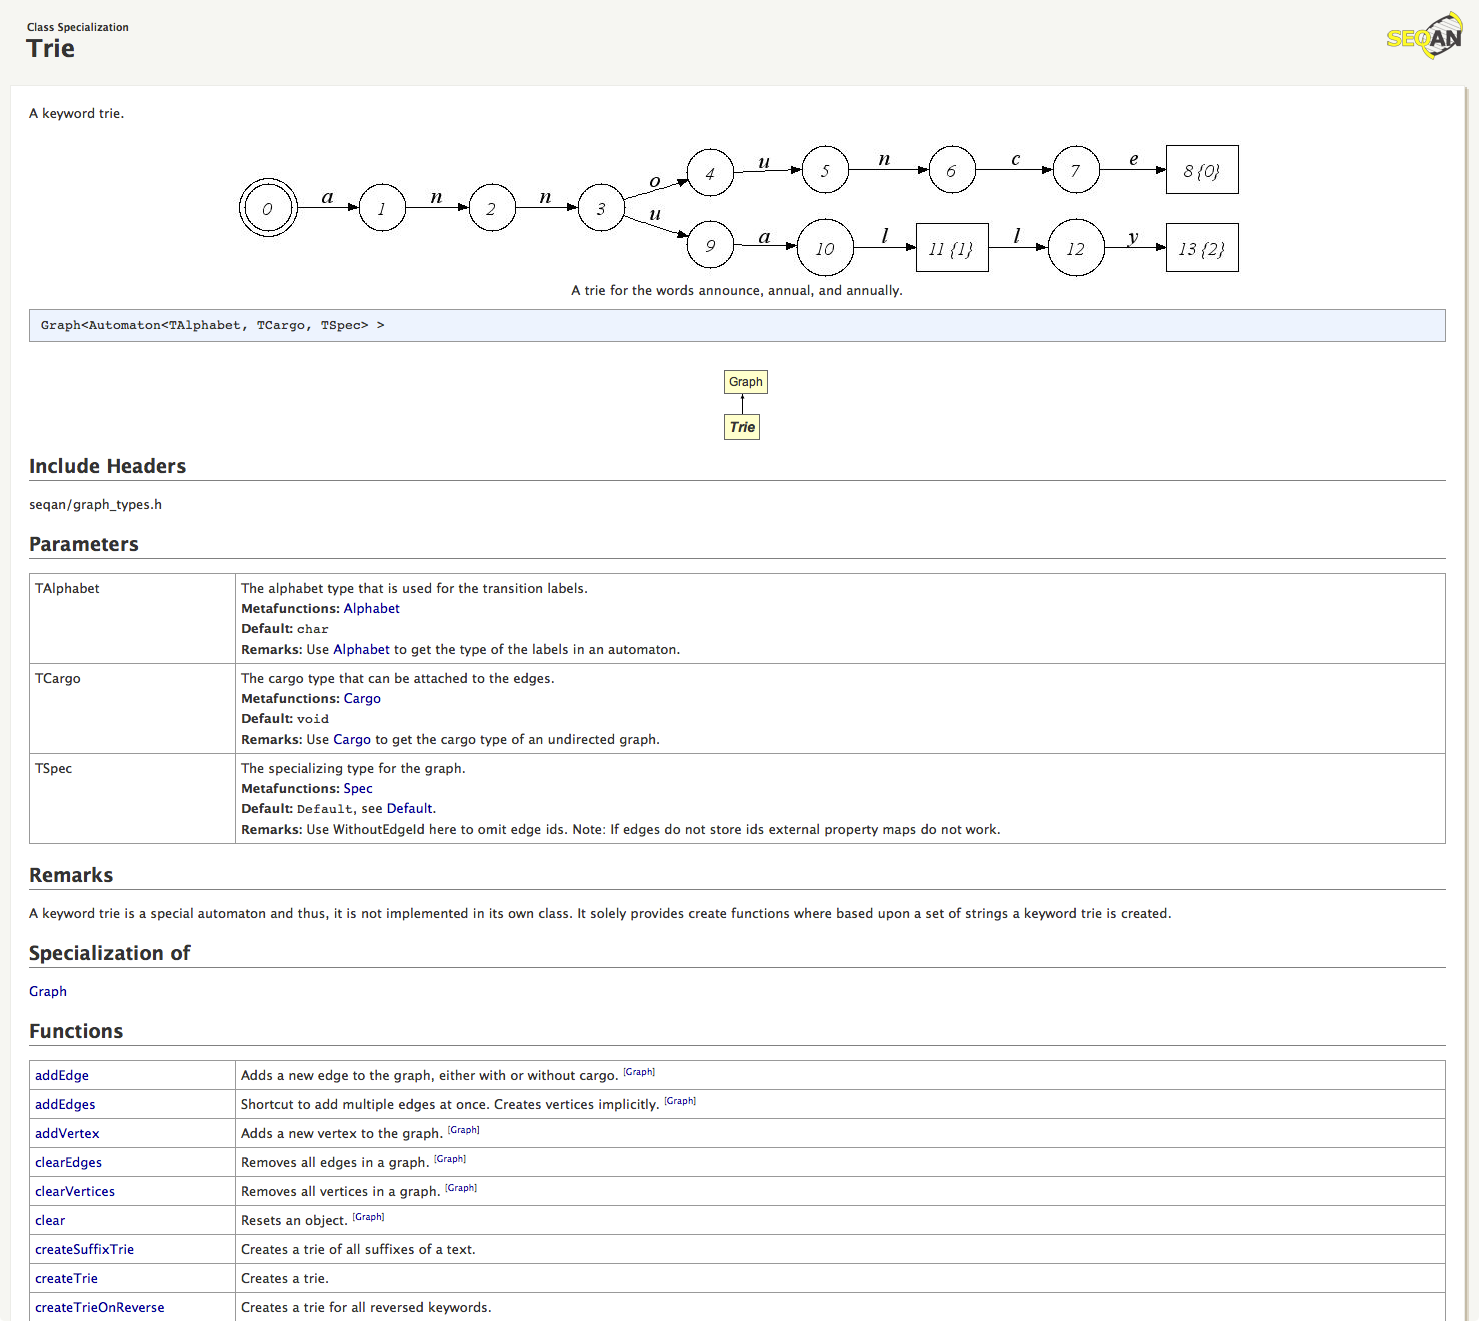 Class Specialization
Trie
SEQAN
A keyword trie.
0 a 1 n 2 n 3 o 4 u 5 n 6 c 7 e 8 {0}
u 9 a 10 l 11 {1} l 12 y 13 {2}
A trie for the words announce, annual, and annually.
Graph<Automaton<TAlphabet, TCargo, TSpec> >
Graph
Trie
Include Headers
seqan/graph_types.h
Parameters
TAlphabet
The alphabet type that is used for the transition labels.
Metafunctions: Alphabet
Default: char
Remarks: Use Alphabet to get the type of the labels in an automaton.
TCargo
The cargo type that can be attached to the edges.
Metafunctions: Cargo
Default: void
Remarks: Use Cargo to get the cargo type of an undirected graph.
TSpec
The specializing type for the graph.
Metafunctions: Spec
Default: Default, see Default.
Remarks: Use WithoutEdgeId here to omit edge ids. Note: If edges do not store ids external property maps do not work.
Remarks
A keyword trie is a special automaton and thus, it is not implemented in its own class. It solely provides create functions where based upon a set of strings a keyword trie is created.
Specialization of
Graph
Functions
addEdge Adds a new edge to the graph, either with or without cargo. [Graph]
addEdges Shortcut to add multiple edges at once. Creates vertices implicitly. [Graph]
addVertex Adds a new vertex to the graph. [Graph]
clearEdges Removes all edges in a graph. [Graph]
clearVertices Removes all vertices in a graph. [Graph]
clear Resets an object. [Graph]
createSuffixTrie Creates a trie of all suffixes of a text.
createTrie Creates a trie.
createTrieOnReverse Creates a trie for all reversed keywords.